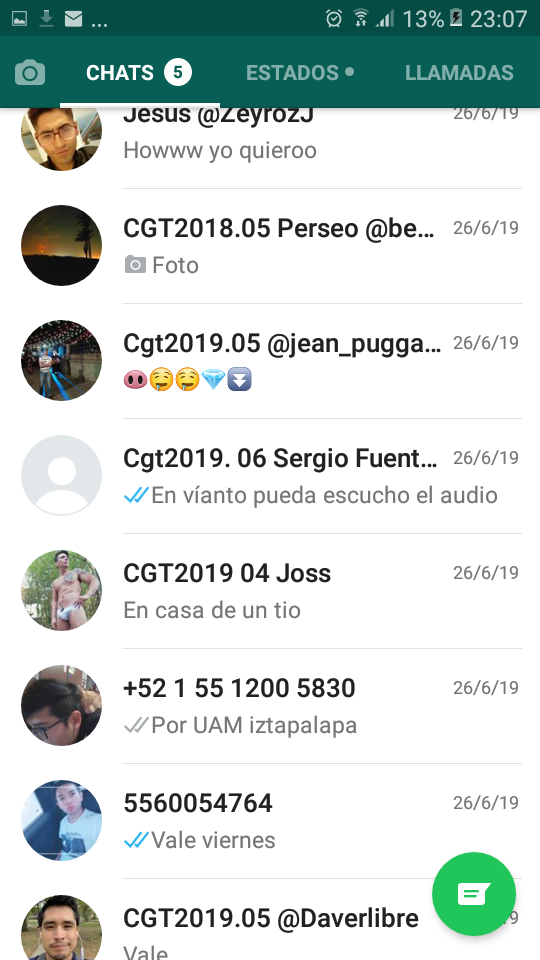 ... 13% 23:07
CHATS 5 ESTADOS LLAMADAS
Jesus @ZeyrozJ 26/6/19
Howww yo quieroo
CGT2018.05 Perseo @be... 26/6/19
Foto
Cgt2019.05 @jean_pugga... 26/6/19
🐽🤤🤤💎⏬
Cgt2019. 06 Sergio Fuent... 26/6/19
En víanto pueda escucho el audio
CGT2019 04 Joss 26/6/19
En casa de un tio
+52 1 55 1200 5830 26/6/19
Por UAM iztapalapa
5560054764 26/6/19
Vale viernes
CGT2019.05 @Daverlibre 9
Vale